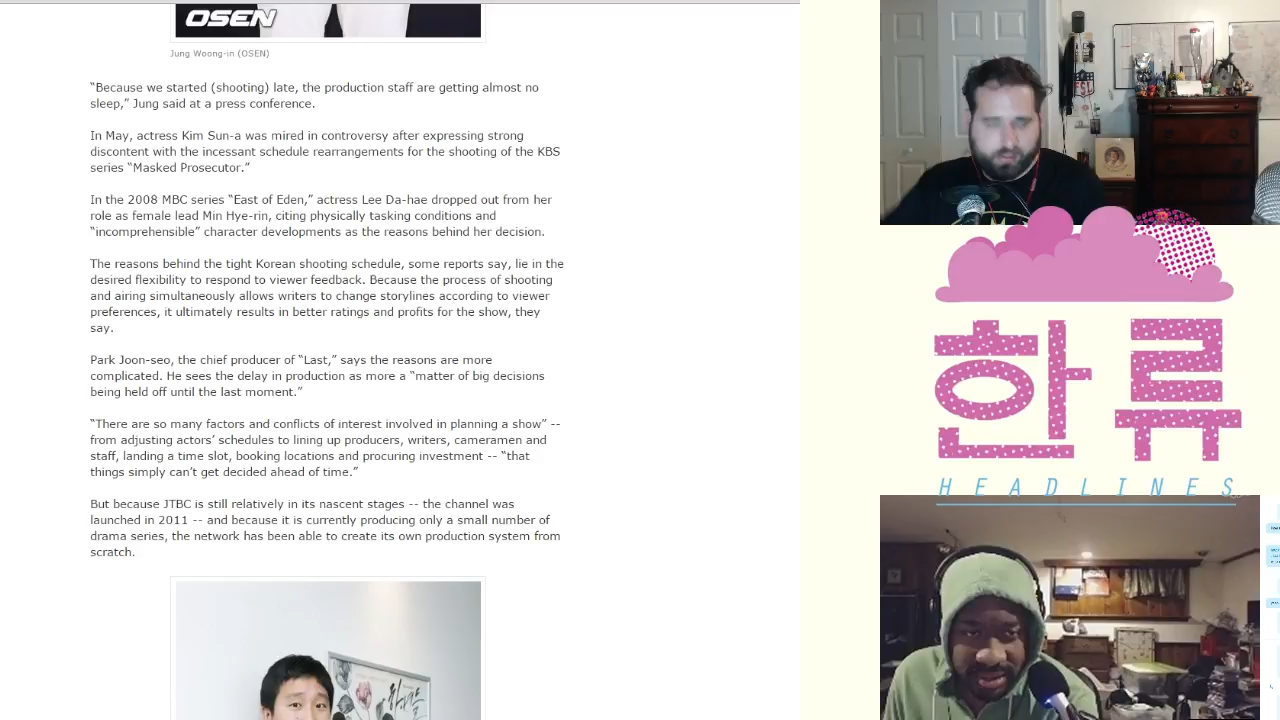 OSEN
Jung Woong-in (OSEN)
“Because we started (shooting) late, the production staff are getting almost no
sleep,” Jung said at a press conference.
In May, actress Kim Sun-a was mired in controversy after expressing strong
discontent with the incessant schedule rearrangements for the shooting of the KBS
series “Masked Prosecutor.”
In the 2008 MBC series “East of Eden,” actress Lee Da-hae dropped out from her
role as female lead Min Hye-rin, citing physically tasking conditions and
“incomprehensible” character developments as the reasons behind her decision.
The reasons behind the tight Korean shooting schedule, some reports say, lie in the
desired flexibility to respond to viewer feedback. Because the process of shooting
and airing simultaneously allows writers to change storylines according to viewer
preferences, it ultimately results in better ratings and profits for the show, they
say.
Park Joon-seo, the chief producer of “Last,” says the reasons are more
complicated. He sees the delay in production as more a “matter of big decisions
being held off until the last moment.”
“There are so many factors and conflicts of interest involved in planning a show” --
from adjusting actors’ schedules to lining up producers, writers, cameramen and
staff, landing a time slot, booking locations and procuring investment -- “that
things simply can’t get decided ahead of time.”
But because JTBC is still relatively in its nascent stages -- the channel was
launched in 2011 -- and because it is currently producing only a small number of
drama series, the network has been able to create its own production system from
scratch.
한류
HEADLINES